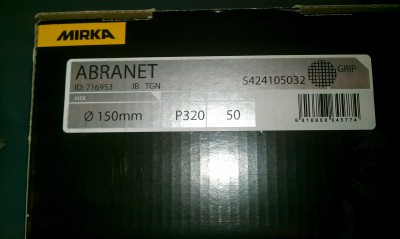 MIRKA
ABRANET
5424105032
GRIP
ID: 716953 JB TGN
SIZE
Ø 150mm P320 50